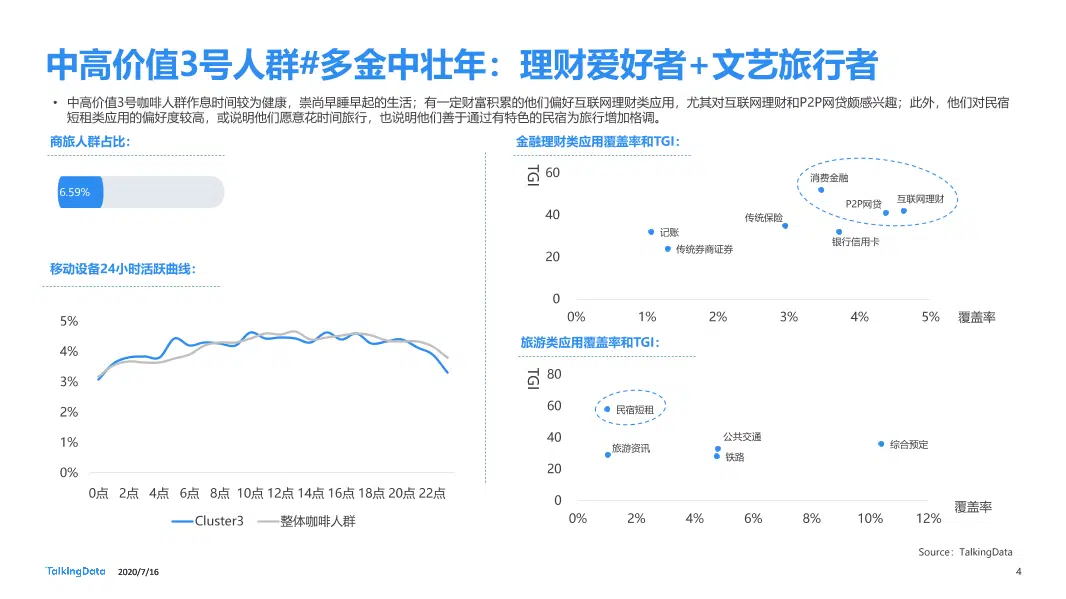 中高价值3号人群#多金中壮年：理财爱好者+文艺旅行者
• 中高价值3号咖啡人群作息时间较为健康，崇尚早睡早起的生活；有一定财富积累的他们偏好互联网理财类应用，尤其对互联网理财和P2P网贷颇感兴趣；此外，他们对民宿
短租类应用的偏好度较高，或说明他们愿意花时间旅行，也说明他们善于通过有特色的民宿为旅行增加格调。
商旅人群占比：
6.59%
移动设备24小时活跃曲线：
5%
4%
3%
2%
1%
0%
0点 2点 4点 6点 8点 10点 12点 14点 16点 18点 20点 22点
Cluster3 整体咖啡人群
金融理财类应用覆盖率和TGI：
TGI
60
40
20
0
消费金融
P2P网贷
互联网理财
传统保险
记账
银行信用卡
传统券商证券
0% 1% 2% 3% 4% 5% 覆盖率
旅游类应用覆盖率和TGI：
TGI
80
60
40
20
0
民宿短租
公共交通
旅游资讯
综合预定
铁路
0% 2% 4% 6% 8% 10% 12% 覆盖率
Source：TalkingData
TalkingData 2020/7/16
4